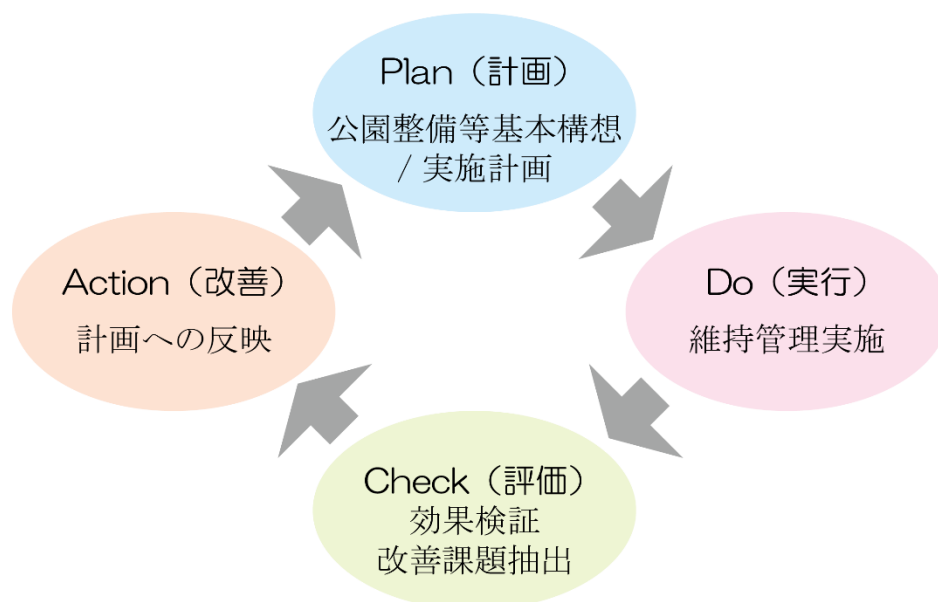 Plan（計画）
公園整備等基本構想
/ 実施計画
Do（実行）
維持管理実施
Check（評価）
効果検証
改善課題抽出
Action（改善）
計画への反映